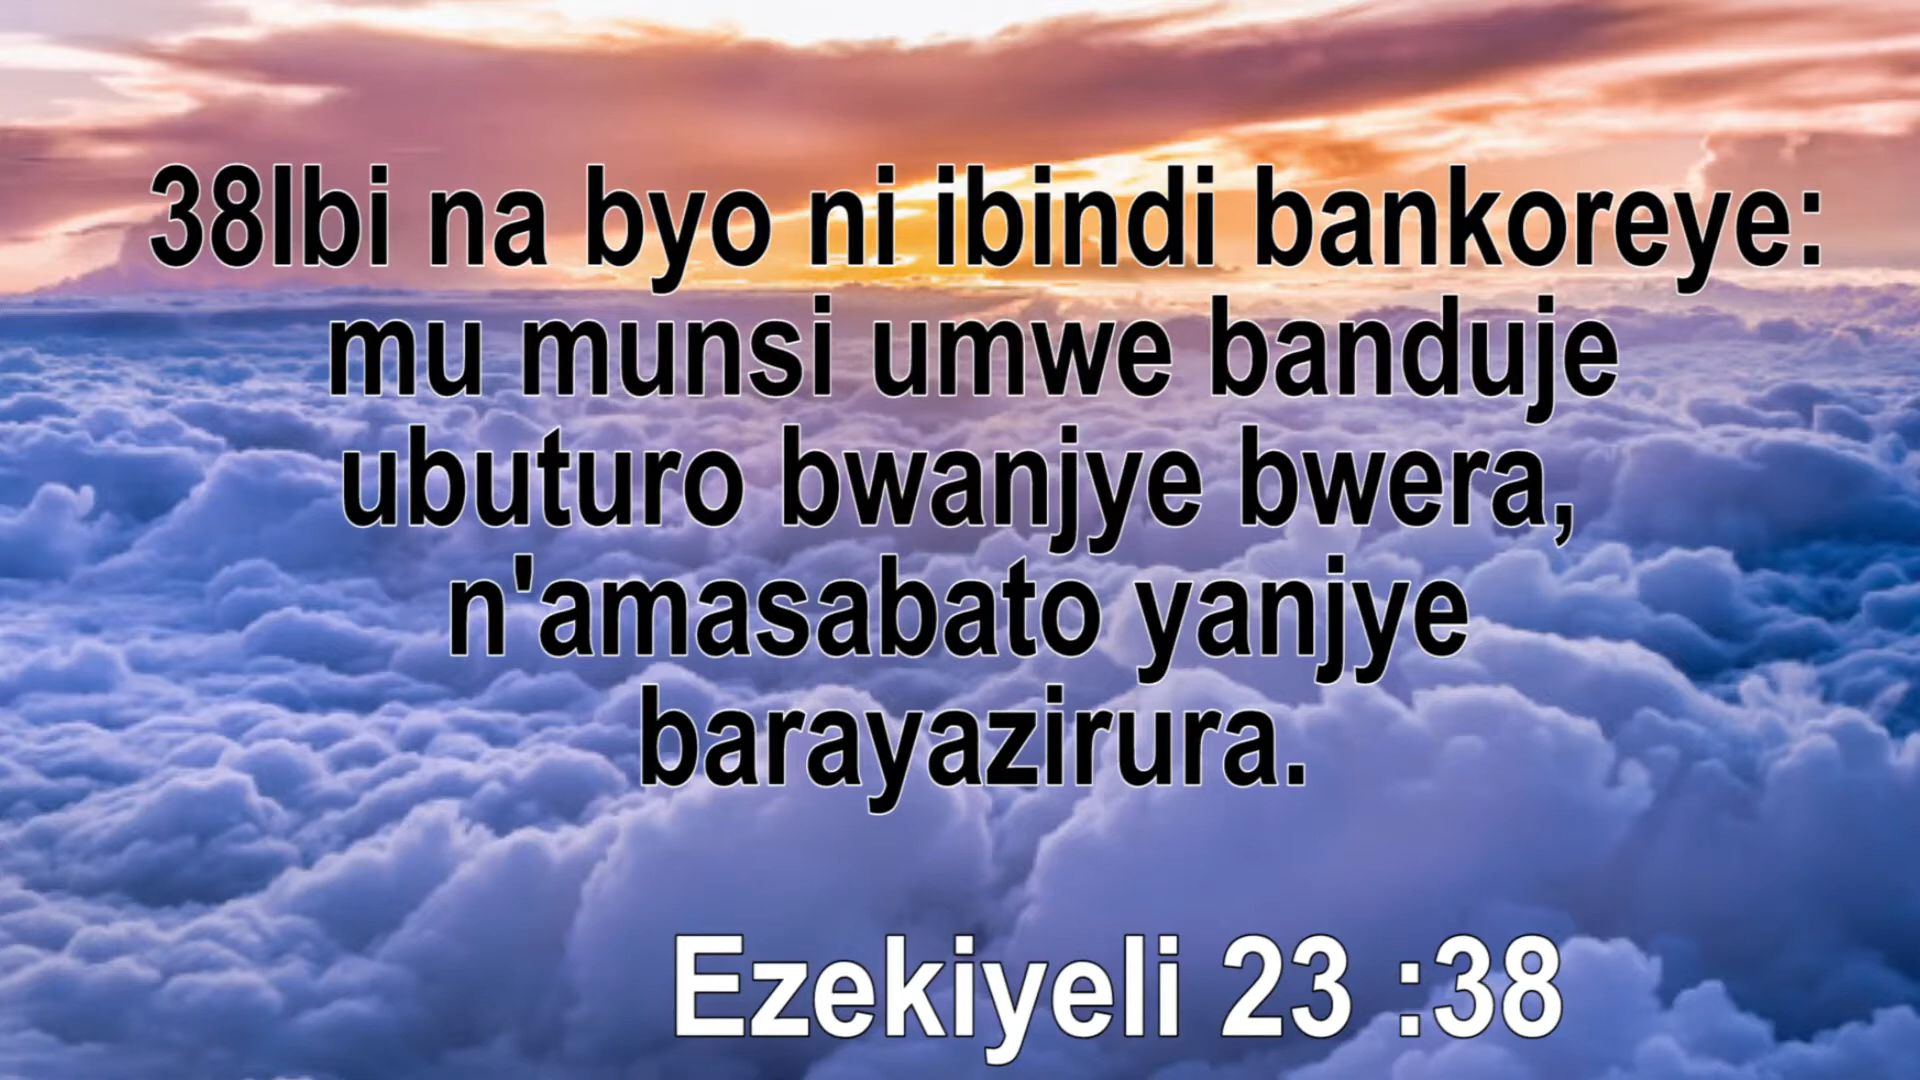 38Ibi na byo ni ibindi bankoreye:
mu munsi umwe banduje
ubuturo bwanjye bwera,
n'amasabato yanjye
barayazirura.
Ezekiyeli 23 :38